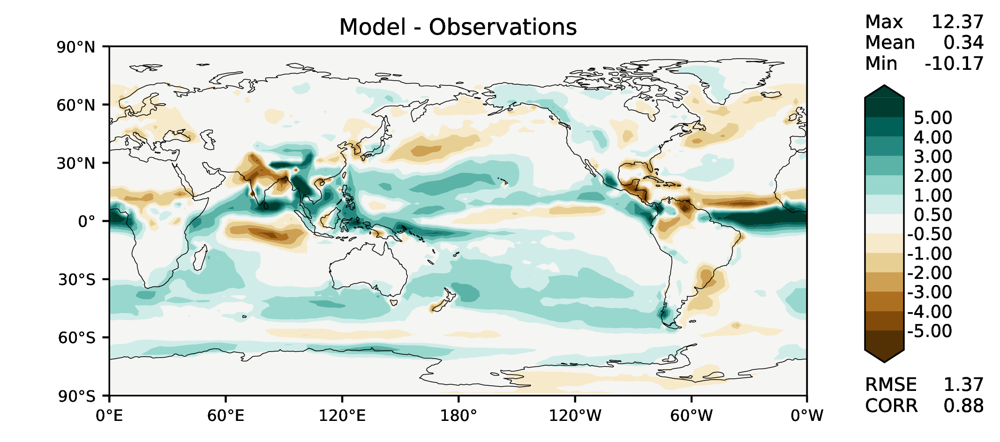 Model - Observations
Max 12.37
Mean 0.34
Min -10.17
90°N
60°N
30°N
0°
30°S
60°S
90°S
0°E 60°E 120°E 180° 120°W 60°W 0°W
5.00
4.00
3.00
2.00
1.00
0.50
-0.50
-1.00
-2.00
-3.00
-4.00
-5.00
RMSE 1.37
CORR 0.88